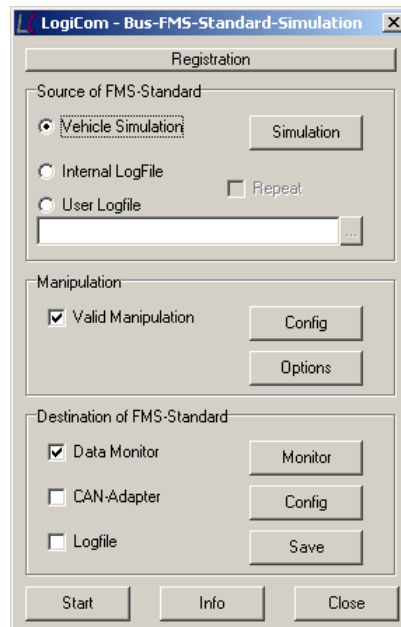 LogiCom - Bus-FMS-Standard-Simulation
Registration
Source of FMS-Standard
Vehicle Simulation
Simulation
Internal LogFile
Repeat
User Logfile
...
Manipulation
Valid Manipulation
Config
Options
Destination of FMS-Standard
Data Monitor
Monitor
CAN-Adapter
Config
Logfile
Save
Start Info Close